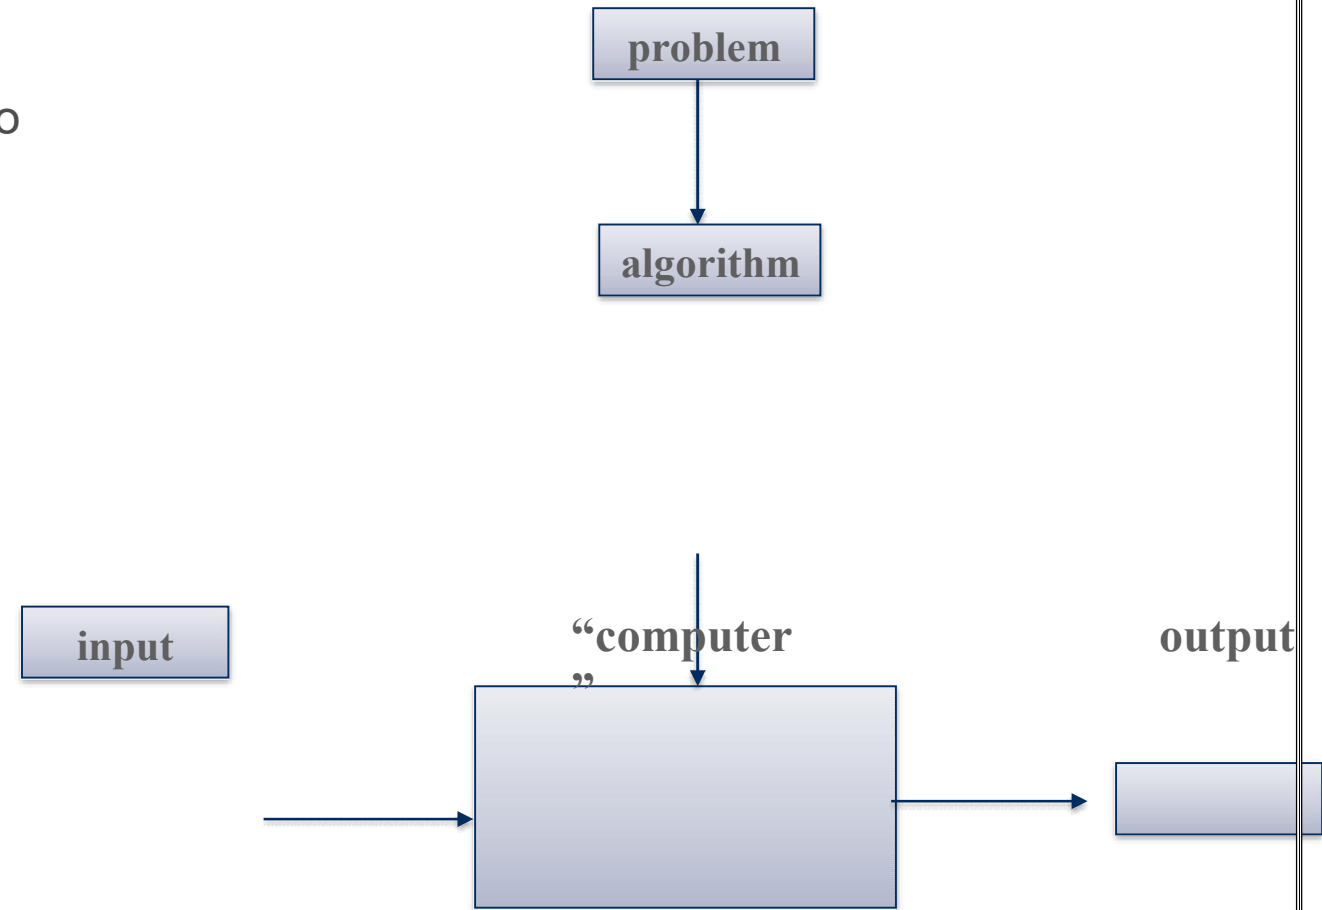 problem
o
algorithm
input
“computer
”
output